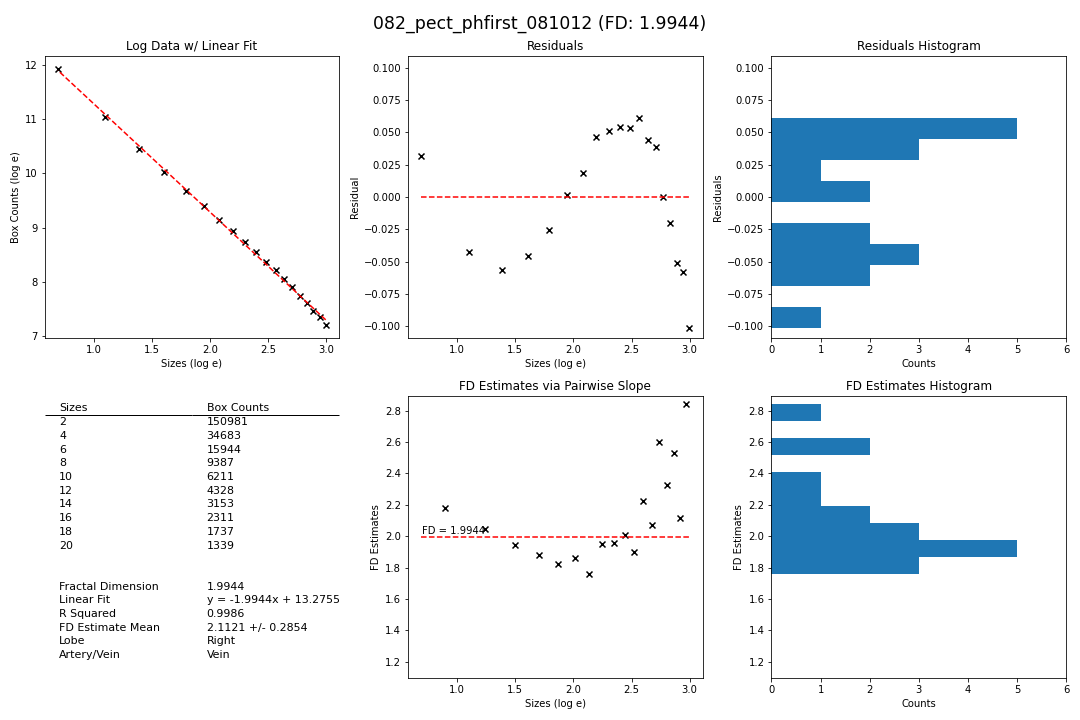 082_pect_phfirst_081012 (FD: 1.9944)
Log Data w/ Linear Fit
12
11
10
9
8
7
Box Counts (log e)
1.0 1.5 2.0 2.5 3.0
Sizes (log e)
Residuals
0.100
0.075
0.050
0.025
0.000
−0.025
−0.050
−0.075
−0.100
Residual
1.0 1.5 2.0 2.5 3.0
Sizes (log e)
Residuals Histogram
0.100
0.075
0.050
0.025
0.000
−0.025
−0.050
−0.075
−0.100
Residuals
0 1 2 3 4 5 6
Counts
Sizes Box Counts
2 150981
4 34683
6 15944
8 9387
10 6211
12 4328
14 3153
16 2311
18 1737
20 1339
Fractal Dimension 1.9944
Linear Fit y = -1.9944x + 13.2755
R Squared 0.9986
FD Estimate Mean 2.1121 +/- 0.2854
Lobe Right
Artery/Vein Vein
FD Estimates via Pairwise Slope
2.8
2.6
2.4
2.2
2.0
1.8
1.6
1.4
1.2
FD Estimates
FD = 1.9944
1.0 1.5 2.0 2.5 3.0
Sizes (log e)
FD Estimates Histogram
2.8
2.6
2.4
2.2
2.0
1.8
1.6
1.4
1.2
FD Estimates
0 1 2 3 4 5 6
Counts